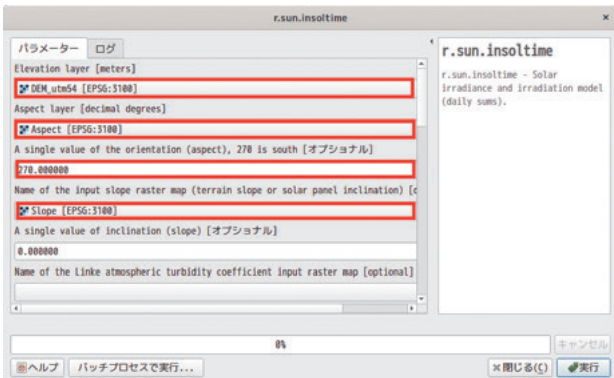 r.sun.insoltime
パラメーター ログ
Elevation layer [meters]
DEM_utm54 [EPSG:3100]
Aspect layer [decimal degrees]
Aspect [EPSG:3100]
A single value of the orientation (aspect), 270 is south [オプショナル]
270.000000
Name of the input slope raster map (terrain slope or solar panel inclination) [
Slope [EPSG:3100]
A single value of inclination (slope) [オプショナル]
0.000000
Name of the Linke atmospheric turbidity coefficient input raster map [optional]
r.sun.insoltime
r.sun.insoltime - Solar
irradiance and irradiation model
(daily sums).
0%
キャンセル
ヘルプ バッチプロセスで実行... 閉じる(C) 実行